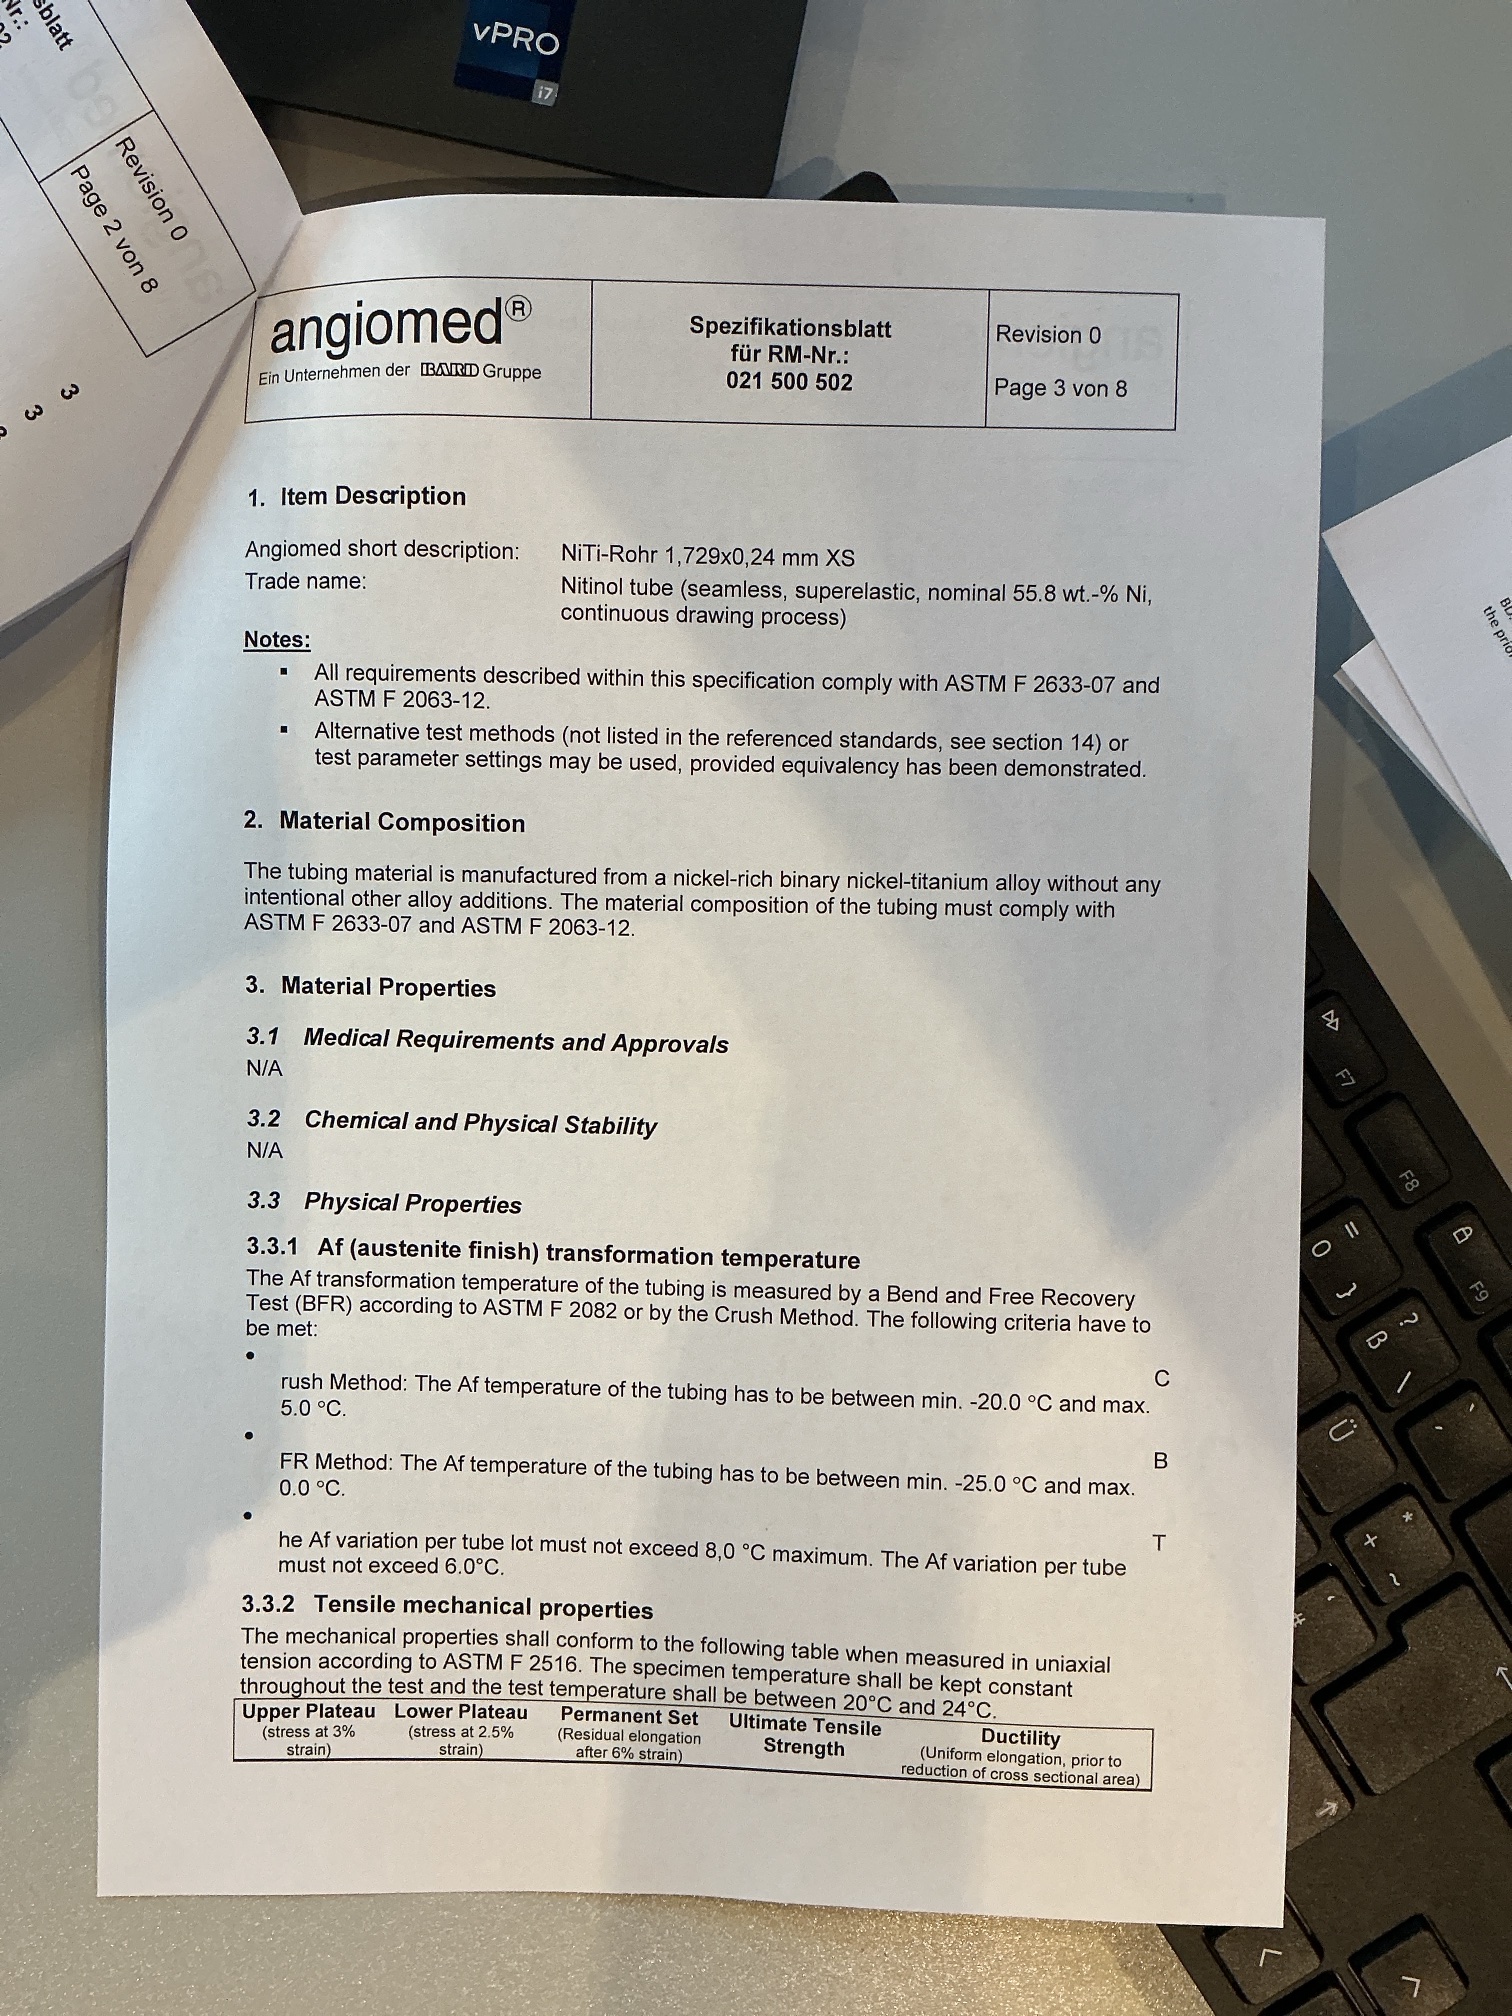 vPRO
i7
sblatt
Nr.:
Revision 0
Page 2 von 8
3
3
angiomed®
Ein Unternehmen der BARD Gruppe
Spezifikationsblatt
für RM-Nr.:
021 500 502
Revision 0
Page 3 von 8
1. Item Description
Angiomed short description: NiTi-Rohr 1,729x0,24 mm XS
Trade name: Nitinol tube (seamless, superelastic, nominal 55.8 wt.-% Ni,
continuous drawing process)
Notes:
▪ All requirements described within this specification comply with ASTM F 2633-07 and
ASTM F 2063-12.
▪ Alternative test methods (not listed in the referenced standards, see section 14) or
test parameter settings may be used, provided equivalency has been demonstrated.
2. Material Composition
The tubing material is manufactured from a nickel-rich binary nickel-titanium alloy without any
intentional other alloy additions. The material composition of the tubing must comply with
ASTM F 2633-07 and ASTM F 2063-12.
3. Material Properties
3.1 Medical Requirements and Approvals
N/A
3.2 Chemical and Physical Stability
N/A
3.3 Physical Properties
3.3.1 Af (austenite finish) transformation temperature
The Af transformation temperature of the tubing is measured by a Bend and Free Recovery
Test (BFR) according to ASTM F 2082 or by the Crush Method. The following criteria have to
be met:
• C
rush Method: The Af temperature of the tubing has to be between min. -20.0 °C and max.
5.0 °C.
• B
FR Method: The Af temperature of the tubing has to be between min. -25.0 °C and max.
0.0 °C.
• T
he Af variation per tube lot must not exceed 8,0 °C maximum. The Af variation per tube
must not exceed 6.0°C.
3.3.2 Tensile mechanical properties
The mechanical properties shall conform to the following table when measured in uniaxial
tension according to ASTM F 2516. The specimen temperature shall be kept constant
throughout the test and the test temperature shall be between 20°C and 24°C.
Upper Plateau
(stress at 3%
strain)
Lower Plateau
(stress at 2.5%
strain)
Permanent Set
(Residual elongation
after 6% strain)
Ultimate Tensile
Strength
Ductility
(Uniform elongation, prior to
reduction of cross sectional area)
the prio
F7
F8
F9
= 0 }
? ß \
Ü
* + ~